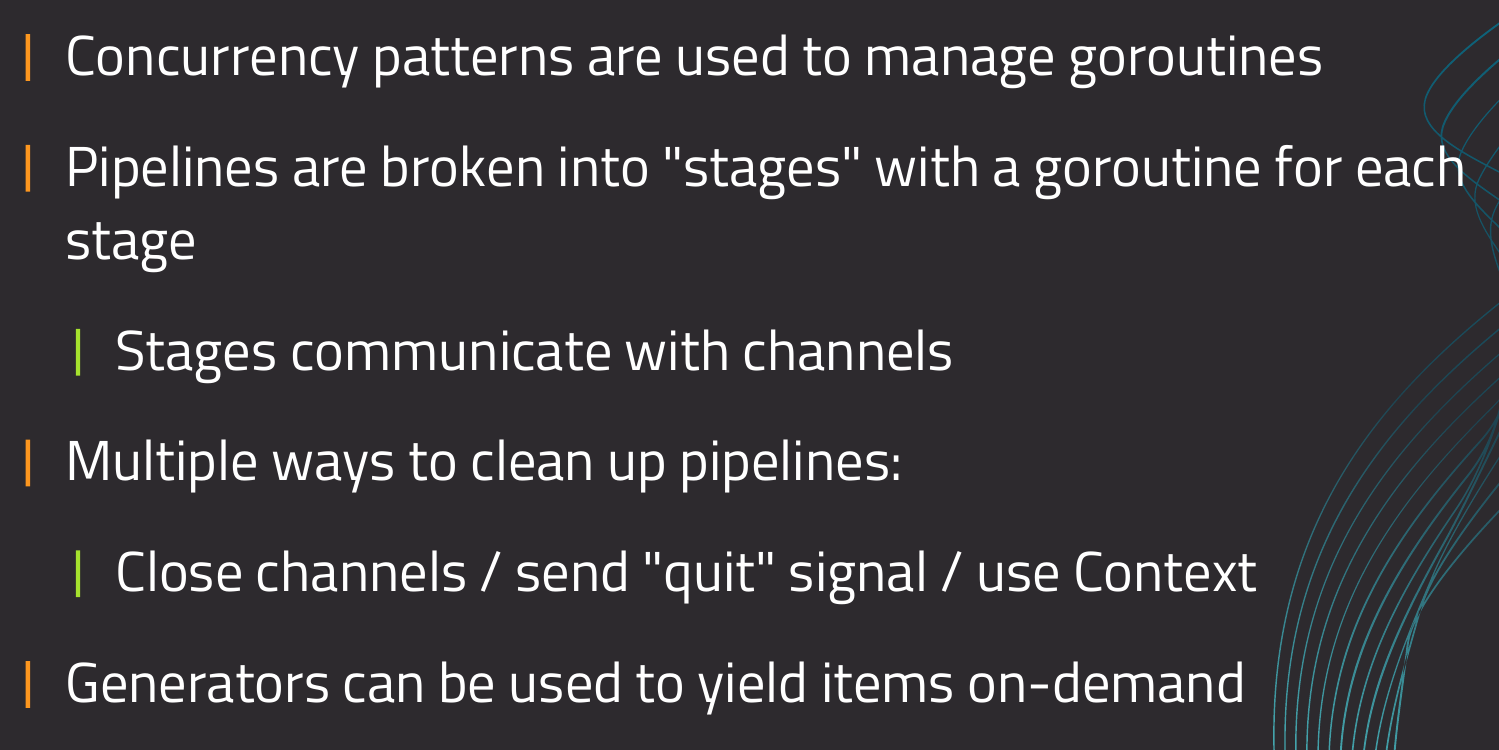 Concurrency patterns are used to manage goroutines
Pipelines are broken into "stages" with a goroutine for each
stage
Stages communicate with channels
Multiple ways to clean up pipelines:
Close channels / send "quit" signal / use Context
Generators can be used to yield items on-demand